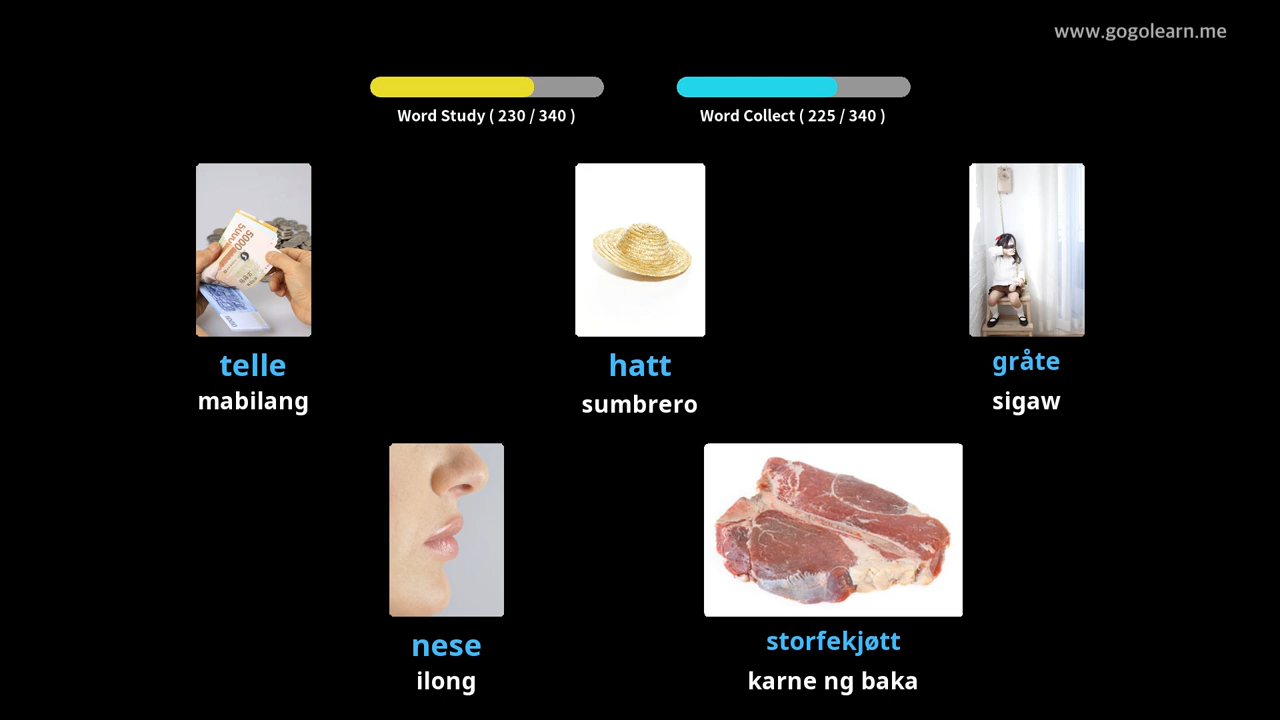 www.gogolearn.me
Word Study ( 230 / 340 )
Word Collect ( 225 / 340 )
telle
mabilang
hatt
sumbrero
gråte
sigaw
nese
ilong
storfekjøtt
karne ng baka